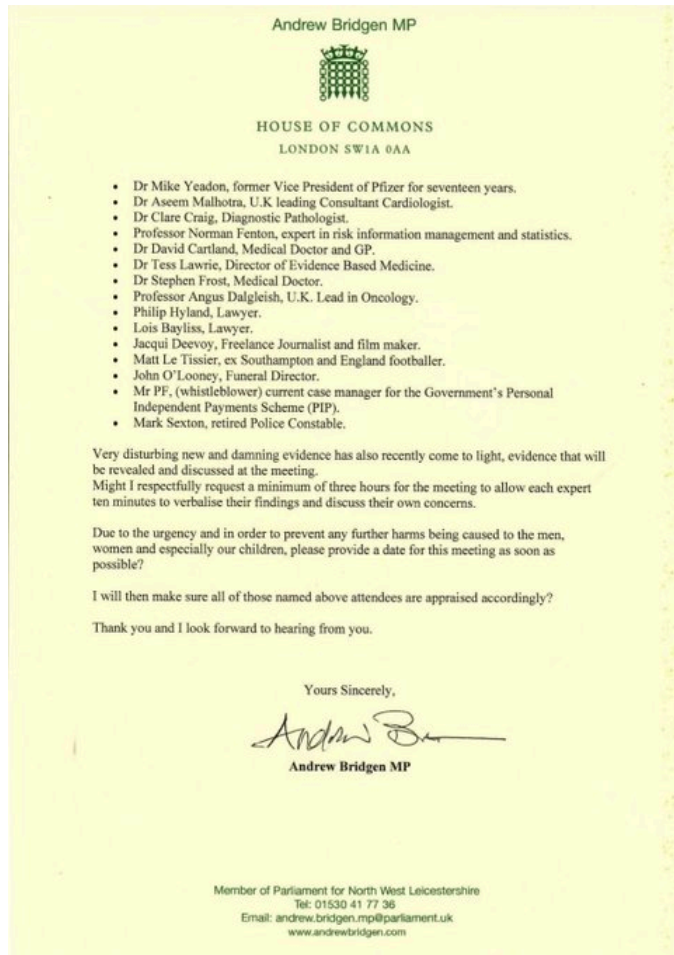 Andrew Bridgen MP
HOUSE OF COMMONS
LONDON SW1A 0AA
• Dr Mike Yeadon, former Vice President of Pfizer for seventeen years.
• Dr Aseem Malhotra, U.K leading Consultant Cardiologist.
• Dr Clare Craig, Diagnostic Pathologist.
• Professor Norman Fenton, expert in risk information management and statistics.
• Dr David Cartland, Medical Doctor and GP.
• Dr Tess Lawrie, Director of Evidence Based Medicine.
• Dr Stephen Frost, Medical Doctor.
• Professor Angus Dalgleish, U.K. Lead in Oncology.
• Philip Hyland, Lawyer.
• Lois Bayliss, Lawyer.
• Jacqui Deevoy, Freelance Journalist and film maker.
• Matt Le Tissier, ex Southampton and England footballer.
• John O'Looney, Funeral Director.
• Mr PF, (whistleblower) current case manager for the Government's Personal
Independent Payments Scheme (PIP).
• Mark Sexton, retired Police Constable.
Very disturbing new and damning evidence has also recently come to light, evidence that will
be revealed and discussed at the meeting.
Might I respectfully request a minimum of three hours for the meeting to allow each expert
ten minutes to verbalise their findings and discuss their own concerns.
Due to the urgency and in order to prevent any further harms being caused to the men,
women and especially our children, please provide a date for this meeting as soon as
possible?
I will then make sure all of those named above attendees are appraised accordingly?
Thank you and I look forward to hearing from you.
Yours Sincerely,
Andrew B
Andrew Bridgen MP
Member of Parliament for North West Leicestershire
Tel: 01530 41 77 36
Email: andrew.bridgen.mp@parliament.uk
www.andrewbridgen.com